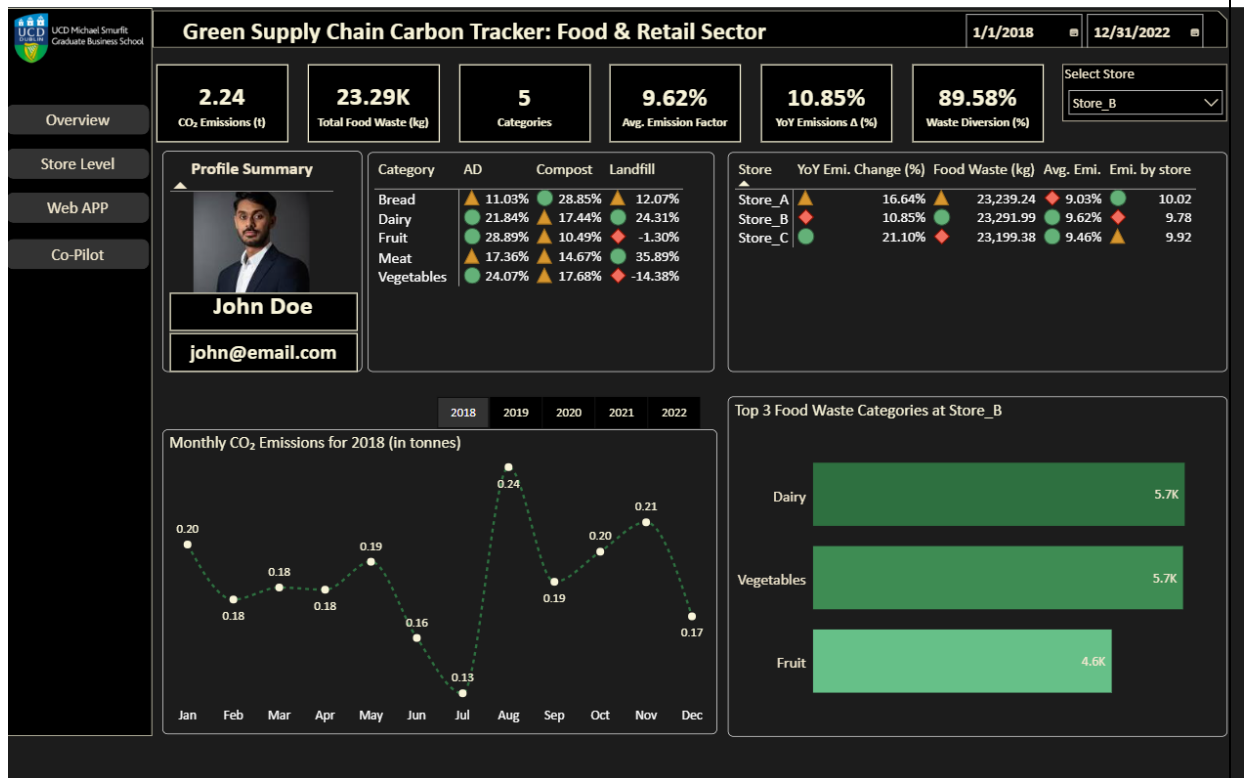 UCD
DUBLIN
UCD Michael Smurfit
Graduate Business School
Green Supply Chain Carbon Tracker: Food & Retail Sector
1/1/2018
12/31/2022
Overview
Store Level
Web APP
Co-Pilot
2.24
CO₂ Emissions (t)
23.29K
Total Food Waste (kg)
5
Categories
9.62%
Avg. Emission Factor
10.85%
YoY Emissions Δ (%)
89.58%
Waste Diversion (%)
Select Store
Store_B
Profile Summary
John Doe
john@email.com
Category AD Compost Landfill
Bread 11.03% 28.85% 12.07%
Dairy 21.84% 17.44% 24.31%
Fruit 28.89% 10.49% -1.30%
Meat 17.36% 14.67% 35.89%
Vegetables 24.07% 17.68% -14.38%
Store YoY Emi. Change (%) Food Waste (kg) Avg. Emi. Emi. by store
Store_A 16.64% 23,239.24 9.03% 10.02
Store_B 10.85% 23,291.99 9.62% 9.78
Store_C 21.10% 23,199.38 9.46% 9.92
2018 2019 2020 2021 2022
Monthly CO₂ Emissions for 2018 (in tonnes)
0.20
0.18
0.18
0.18
0.19
0.16
0.13
0.24
0.19
0.20
0.21
0.17
Jan Feb Mar Apr May Jun Jul Aug Sep Oct Nov Dec
Top 3 Food Waste Categories at Store_B
Dairy 5.7K
Vegetables 5.7K
Fruit 4.6K